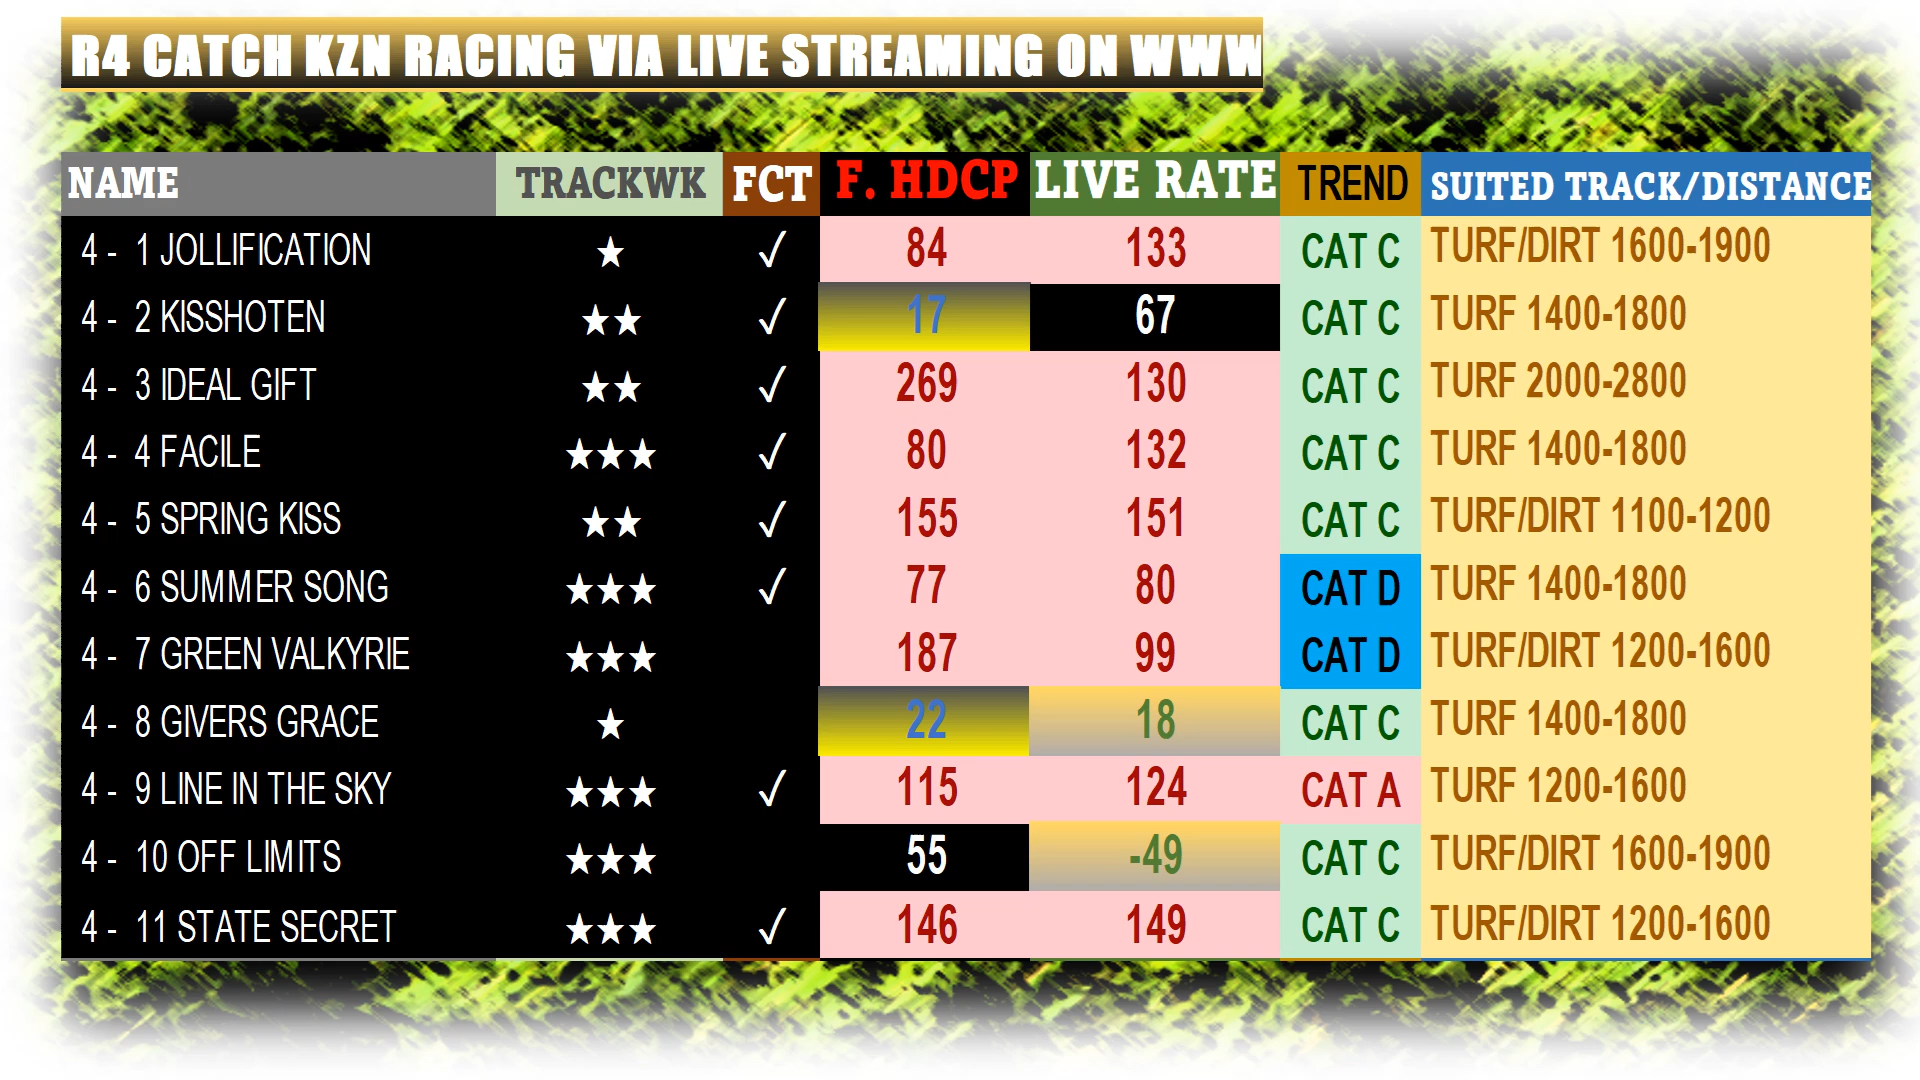 R4 CATCH KZN RACING VIA LIVE STREAMING ON WWW
NAME TRACKWK FCT F. HDCP LIVE RATE TREND SUITED TRACK/DISTANCE
4 - 1 JOLLIFICATION ★ ✓ 84 133 CAT C TURF/DIRT 1600-1900
4 - 2 KISSHOTEN ★★ ✓ 17 67 CAT C TURF 1400-1800
4 - 3 IDEAL GIFT ★★ ✓ 269 130 CAT C TURF 2000-2800
4 - 4 FACILE ★★★ ✓ 80 132 CAT C TURF 1400-1800
4 - 5 SPRING KISS ★★ ✓ 155 151 CAT C TURF/DIRT 1100-1200
4 - 6 SUMMER SONG ★★★ ✓ 77 80 CAT D TURF 1400-1800
4 - 7 GREEN VALKYRIE ★★★ 187 99 CAT D TURF/DIRT 1200-1600
4 - 8 GIVERS GRACE ★ 22 18 CAT C TURF 1400-1800
4 - 9 LINE IN THE SKY ★★★ ✓ 115 124 CAT A TURF 1200-1600
4 - 10 OFF LIMITS ★★★ 55 -49 CAT C TURF/DIRT 1600-1900
4 - 11 STATE SECRET ★★★ ✓ 146 149 CAT C TURF/DIRT 1200-1600